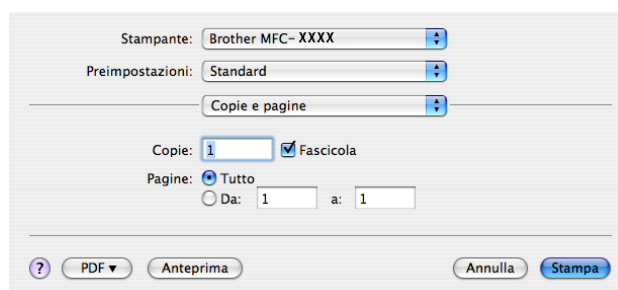 Stampante: Brother MFC- XXXX
Preimpostazioni: Standard
Copie e pagine
Copie: 1 Fascicola
Pagine: Tutto
Da: 1 a: 1
? PDF▼ Anteprima Annulla Stampa